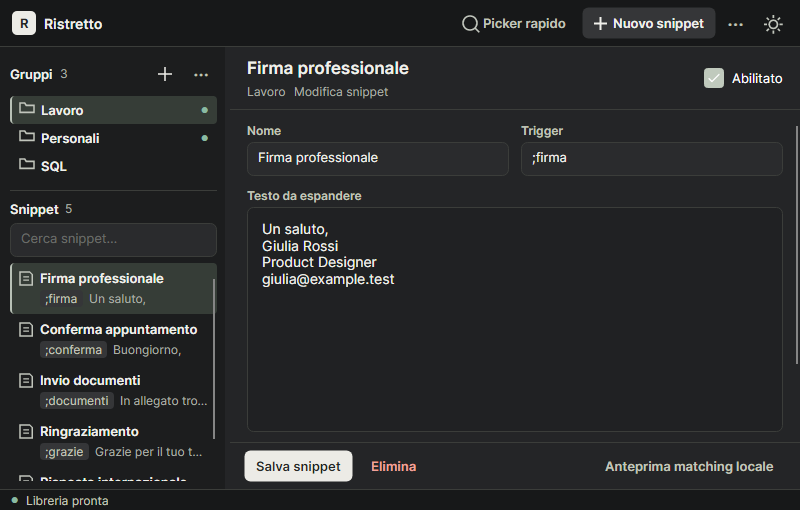 R Ristretto
Picker rapido
Nuovo snippet
Gruppi 3
Lavoro
Personali
SQL
Snippet 5
Cerca snippet...
Firma professionale
;firma Un saluto,
Conferma appuntamento
;conferma Buongiorno,
Invio documenti
;documenti In allegato tro...
Ringraziamento
;grazie Grazie per il tuo t...
Firma professionale
Lavoro Modifica snippet
Abilitato
Nome
Firma professionale
Trigger
;firma
Testo da espandere
Un saluto,
Giulia Rossi
Product Designer
giulia@example.test
Salva snippet
Elimina
Anteprima matching locale
Libreria pronta